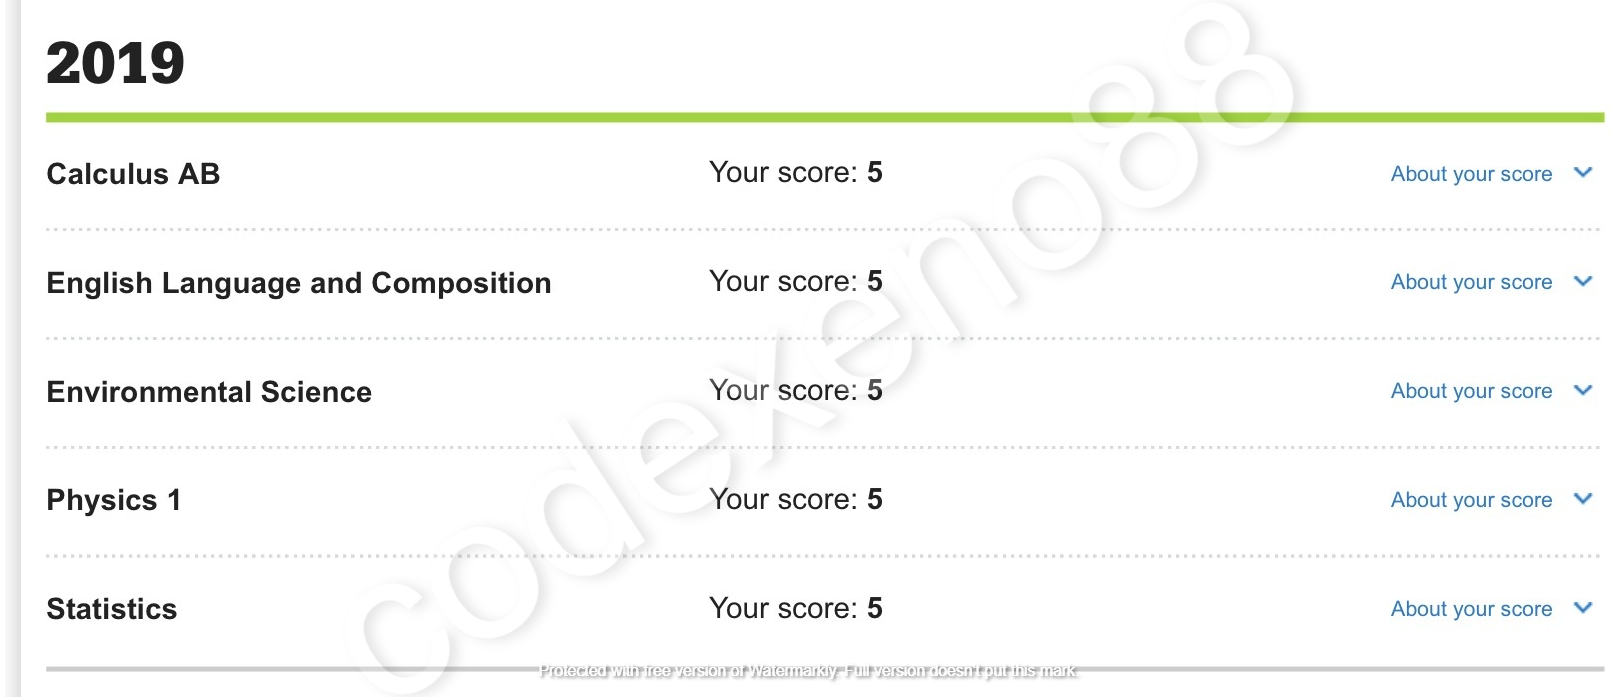 2019
Calculus AB Your score: 5 About your score
English Language and Composition Your score: 5 About your score
Environmental Science Your score: 5 About your score
Physics 1 Your score: 5 About your score
Statistics Your score: 5 About your score
codexeno88
Protected with free version of Watermarkly. Full version doesn't put this mark.